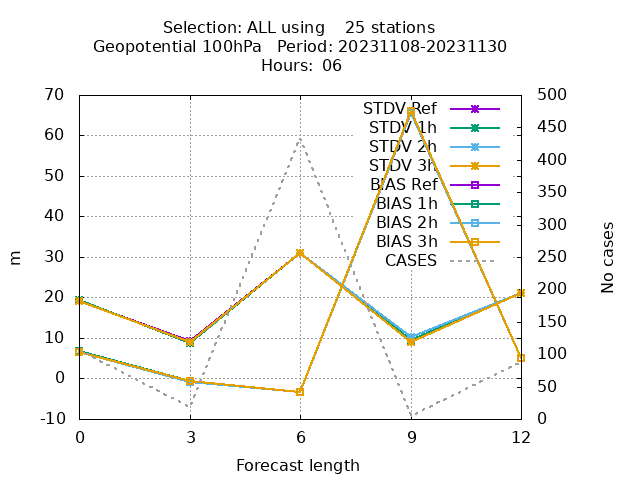 Selection: ALL using    25 stations
Geopotential 100hPa   Period: 20231108-20231130
Hours: 06
70
60
50
40
30
20
10
0
-10
m
500
450
400
350
300
250
200
150
100
50
0
No cases
STDV Ref
STDV 1h
STDV 2h
STDV 3h
BIAS Ref
BIAS 1h
BIAS 2h
BIAS 3h
CASES
0 3 6 9 12
Forecast length